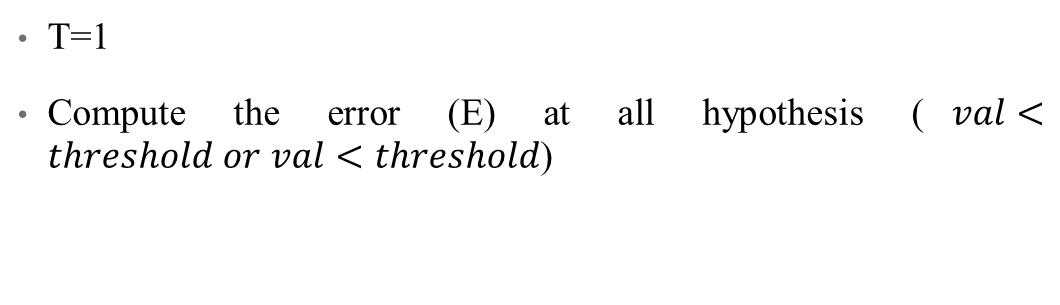 • T=1
• Compute the error (E) at all hypothesis ( val <
threshold or val < threshold)